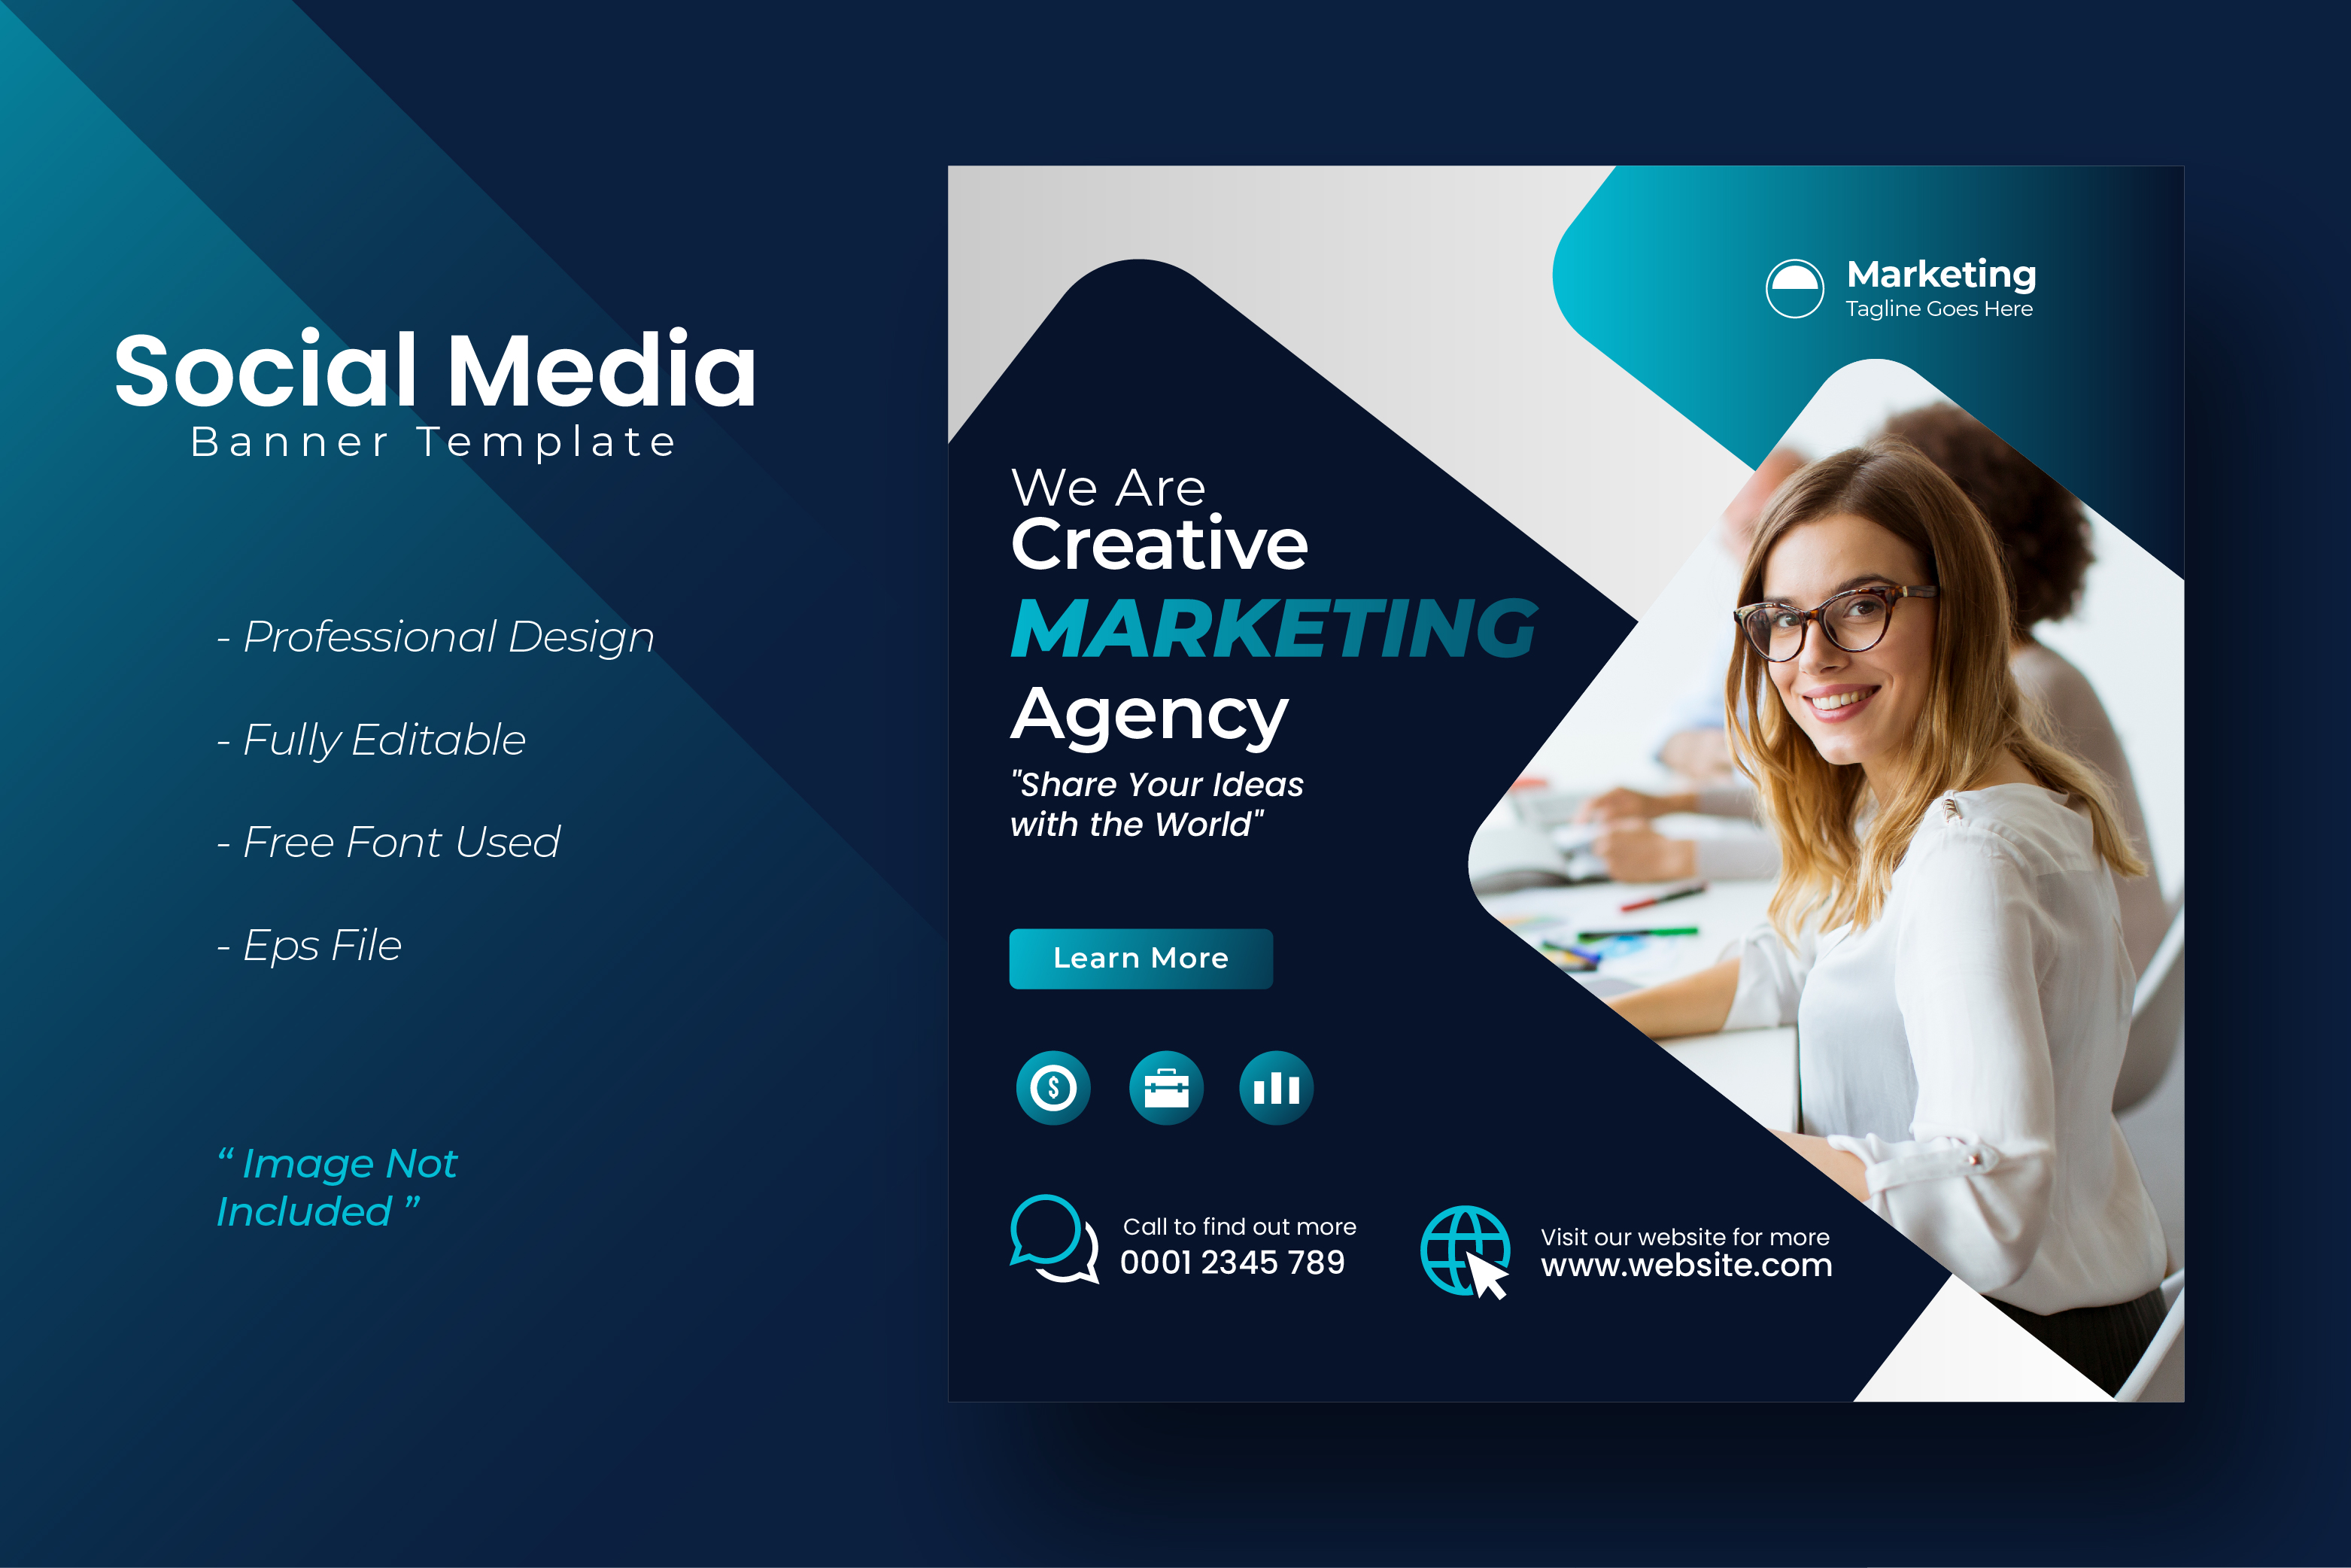 Social Media
Banner Template
- Professional Design
- Fully Editable
- Free Font Used
- Eps File
“ Image Not
Included ”
Marketing
Tagline Goes Here
We Are
Creative
MARKETING
Agency
"Share Your Ideas
with the World"
Learn More
$
Call to find out more
0001 2345 789
Visit our website for more
www.website.com